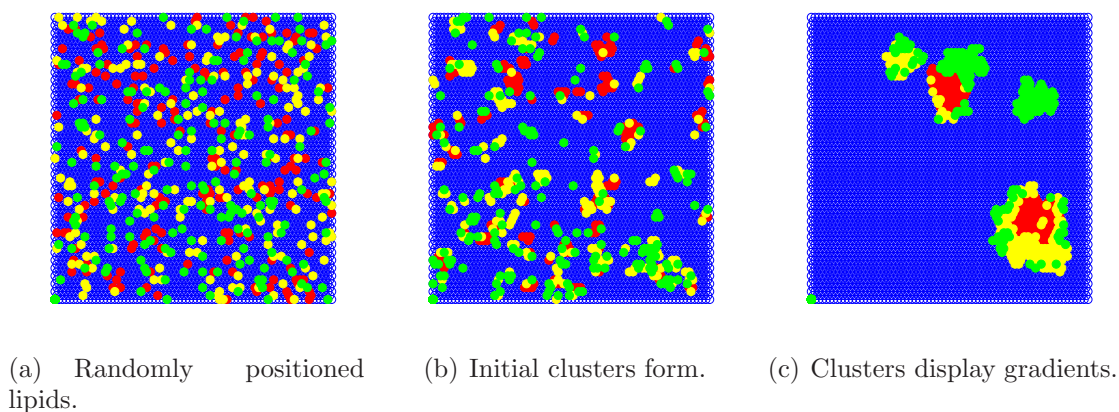 (a) Randomly positioned
lipids.
(b) Initial clusters form.
(c) Clusters display gradients.